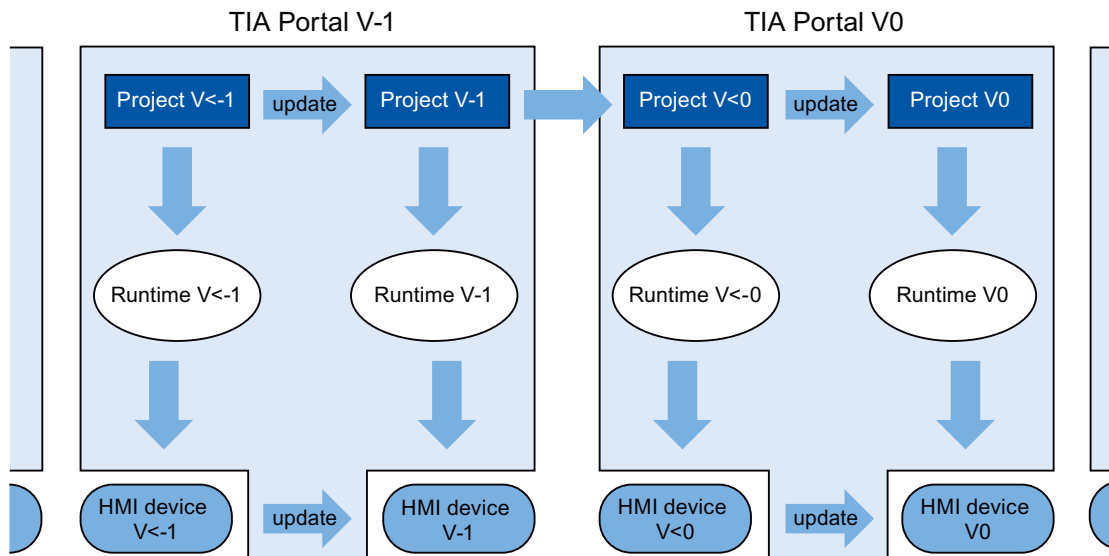 TIA Portal V-1
TIA Portal V0
Project V<-1
update
Project V-1
Project V<0
update
Project V0
Runtime V<-1
Runtime V-1
Runtime V<-0
Runtime V0
HMI device
V<-1
update
HMI device
V-1
HMI device
V<0
update
HMI device
V0